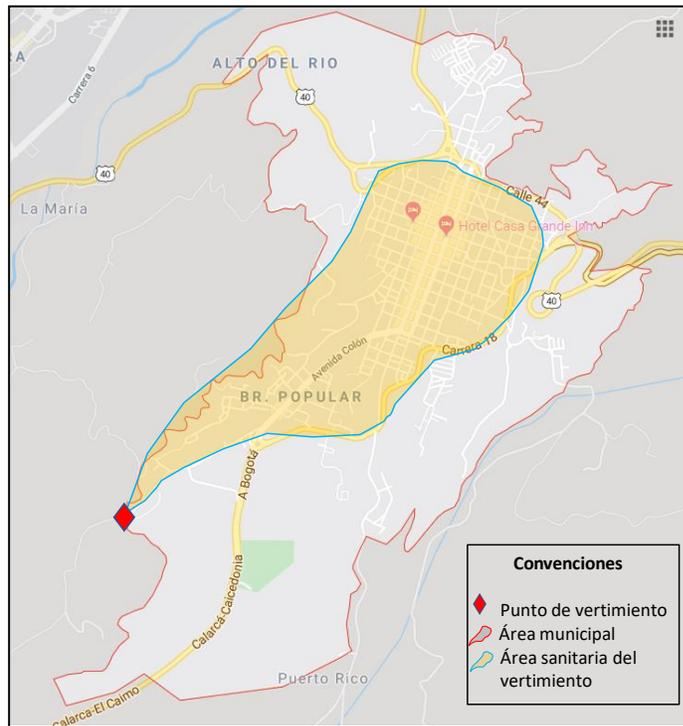 RA
Carrera 6
ALTO DEL RIO
40
40
La María
Calle 44
Hotel Casa Grande Inn
40
Avenida Colón
Carrera 18
BR. POPULAR
A Bogotá
Calarcá-Caicedonia
Puerto Rico
Calarca-El Caimo
Convenciones
Punto de vertimiento
Área municipal
Área sanitaria del
vertimiento